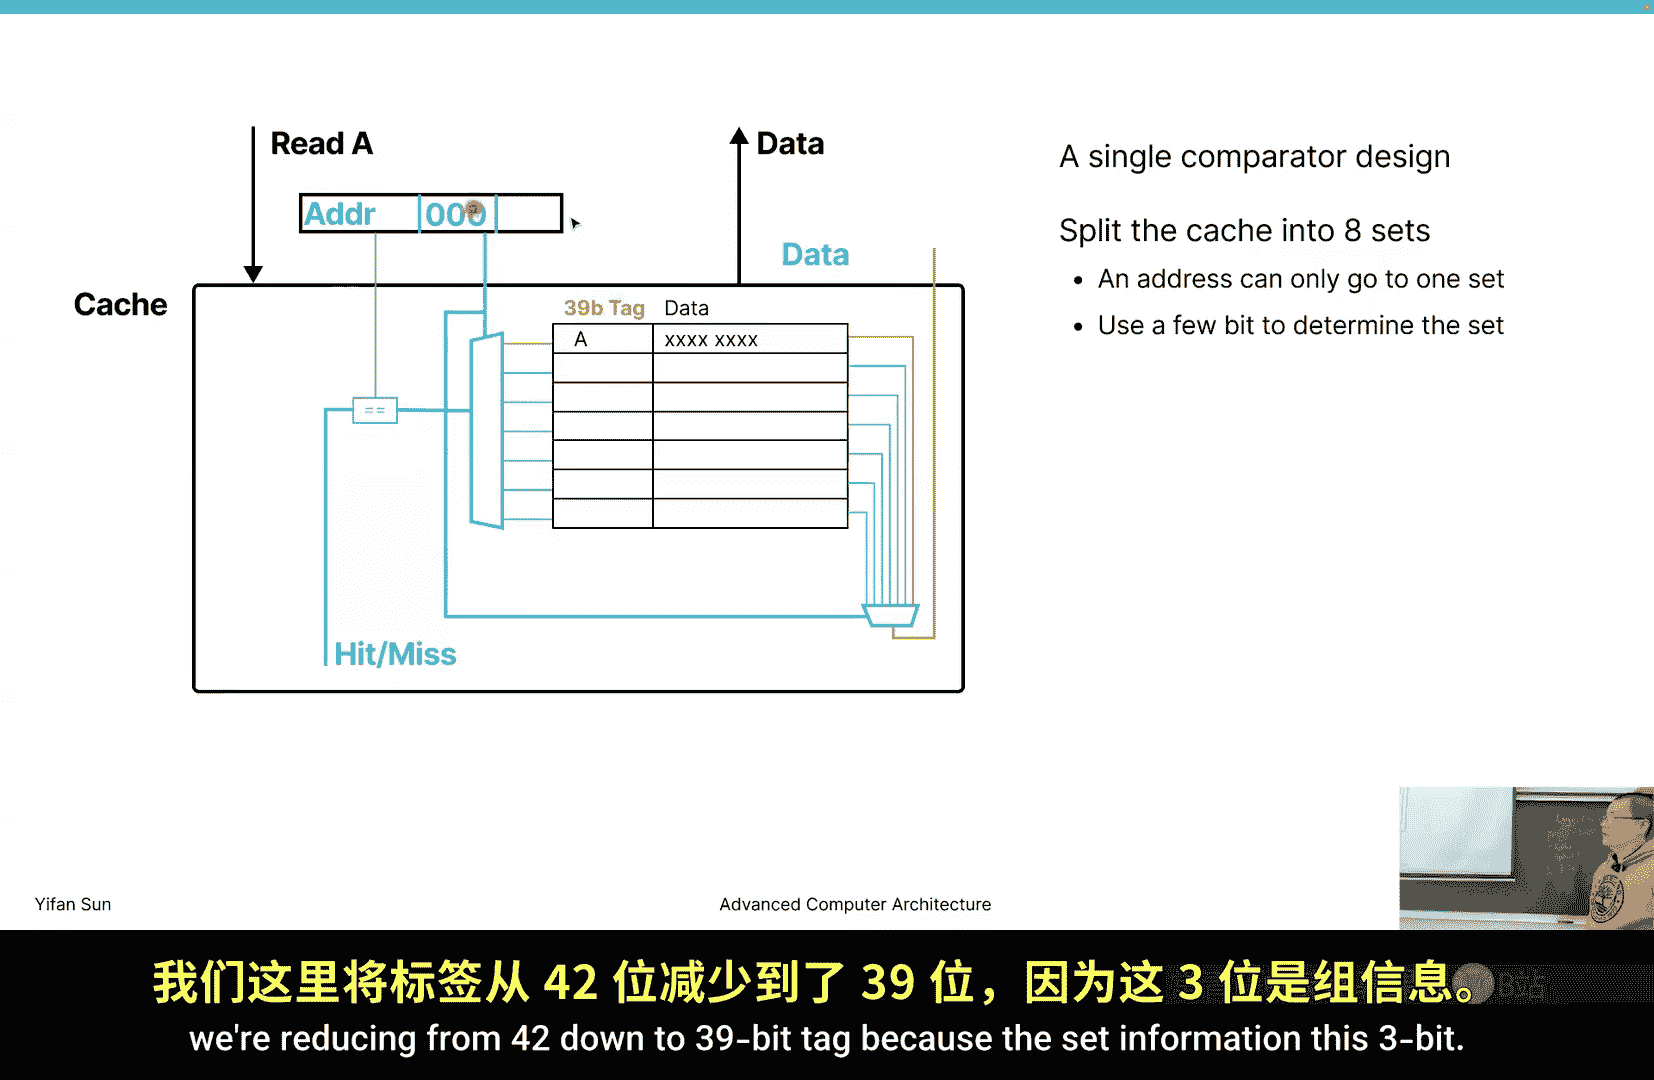 Read A
Data
Addr
000
Data
Cache
39b Tag
Data
A
xxxx xxxx
==
Hit/Miss
A single comparator design
Split the cache into 8 sets
• An address can only go to one set
• Use a few bit to determine the set
Yifan Sun
Advanced Computer Architecture
我们这里将标签从 42 位减少到了 39 位，因为这 3 位是组信息。
B站
we're reducing from 42 down to 39-bit tag because the set information this 3-bit.